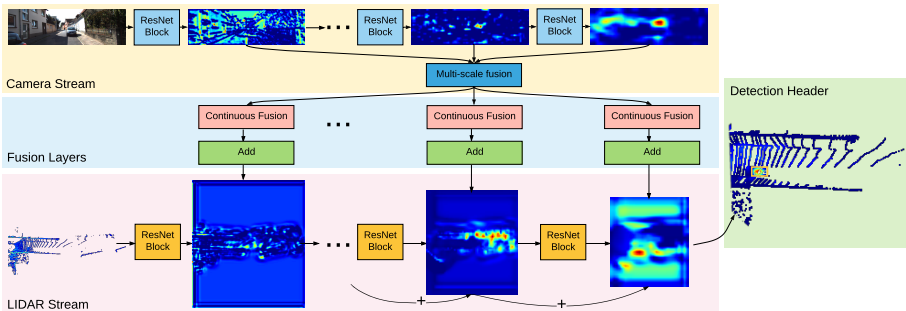 ResNet
Block
...
ResNet
Block
ResNet
Block
Camera Stream
Multi-scale fusion
Detection Header
Continuous Fusion
...
Continuous Fusion
Continuous Fusion
Add
Add
Add
Fusion Layers
ResNet
Block
...
ResNet
Block
ResNet
Block
+
+
LIDAR Stream